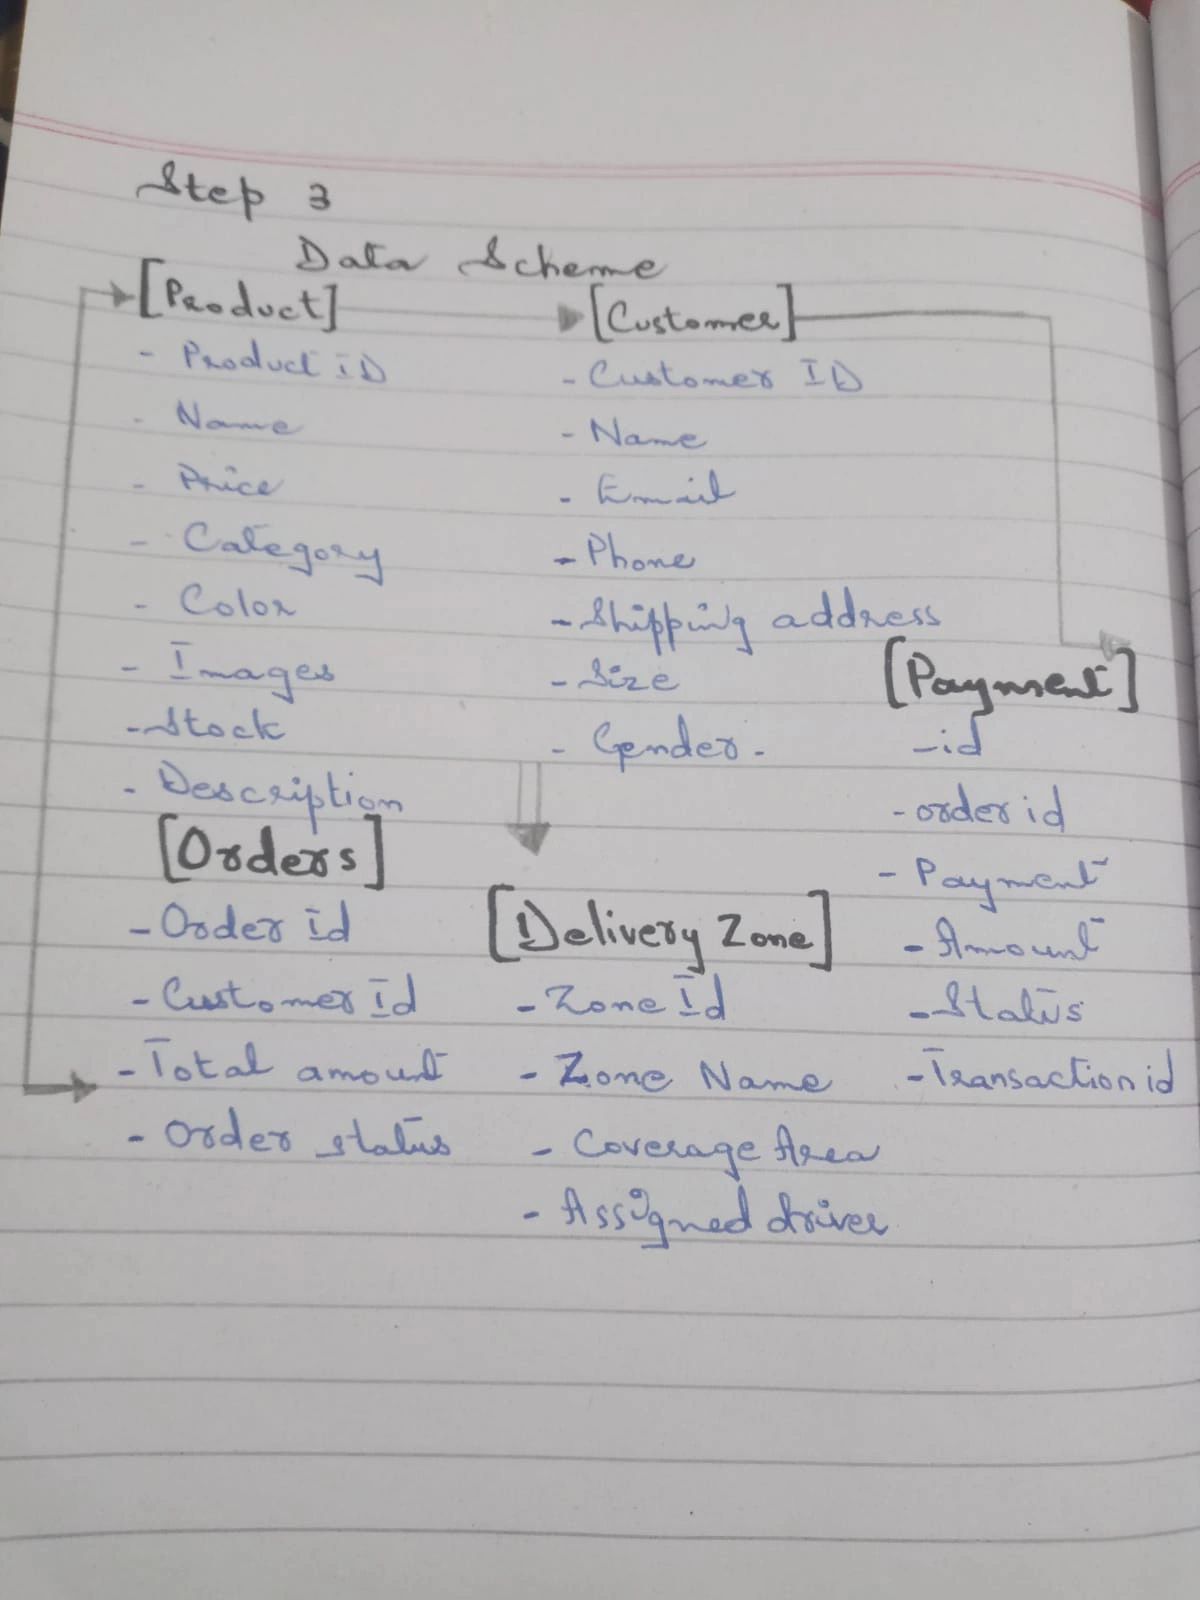 Step 3
Data Scheme
[Product]
- Product iD
- Name
- Price
- Category
- Color
- Images
- Stock
- Description
[Customer]
- Customer ID
- Name
- Email
- Phone
- Shipping address
- Size
- Gender.
[Payment]
- id
- order id
- Payment
- Amount
- Status
- Transaction id
[Orders]
- Order id
- Customer Id
- Total amount
- Order status
[Delivery Zone]
- Zone Id
- Zone Name
- Coverage Area
- Assigned driver